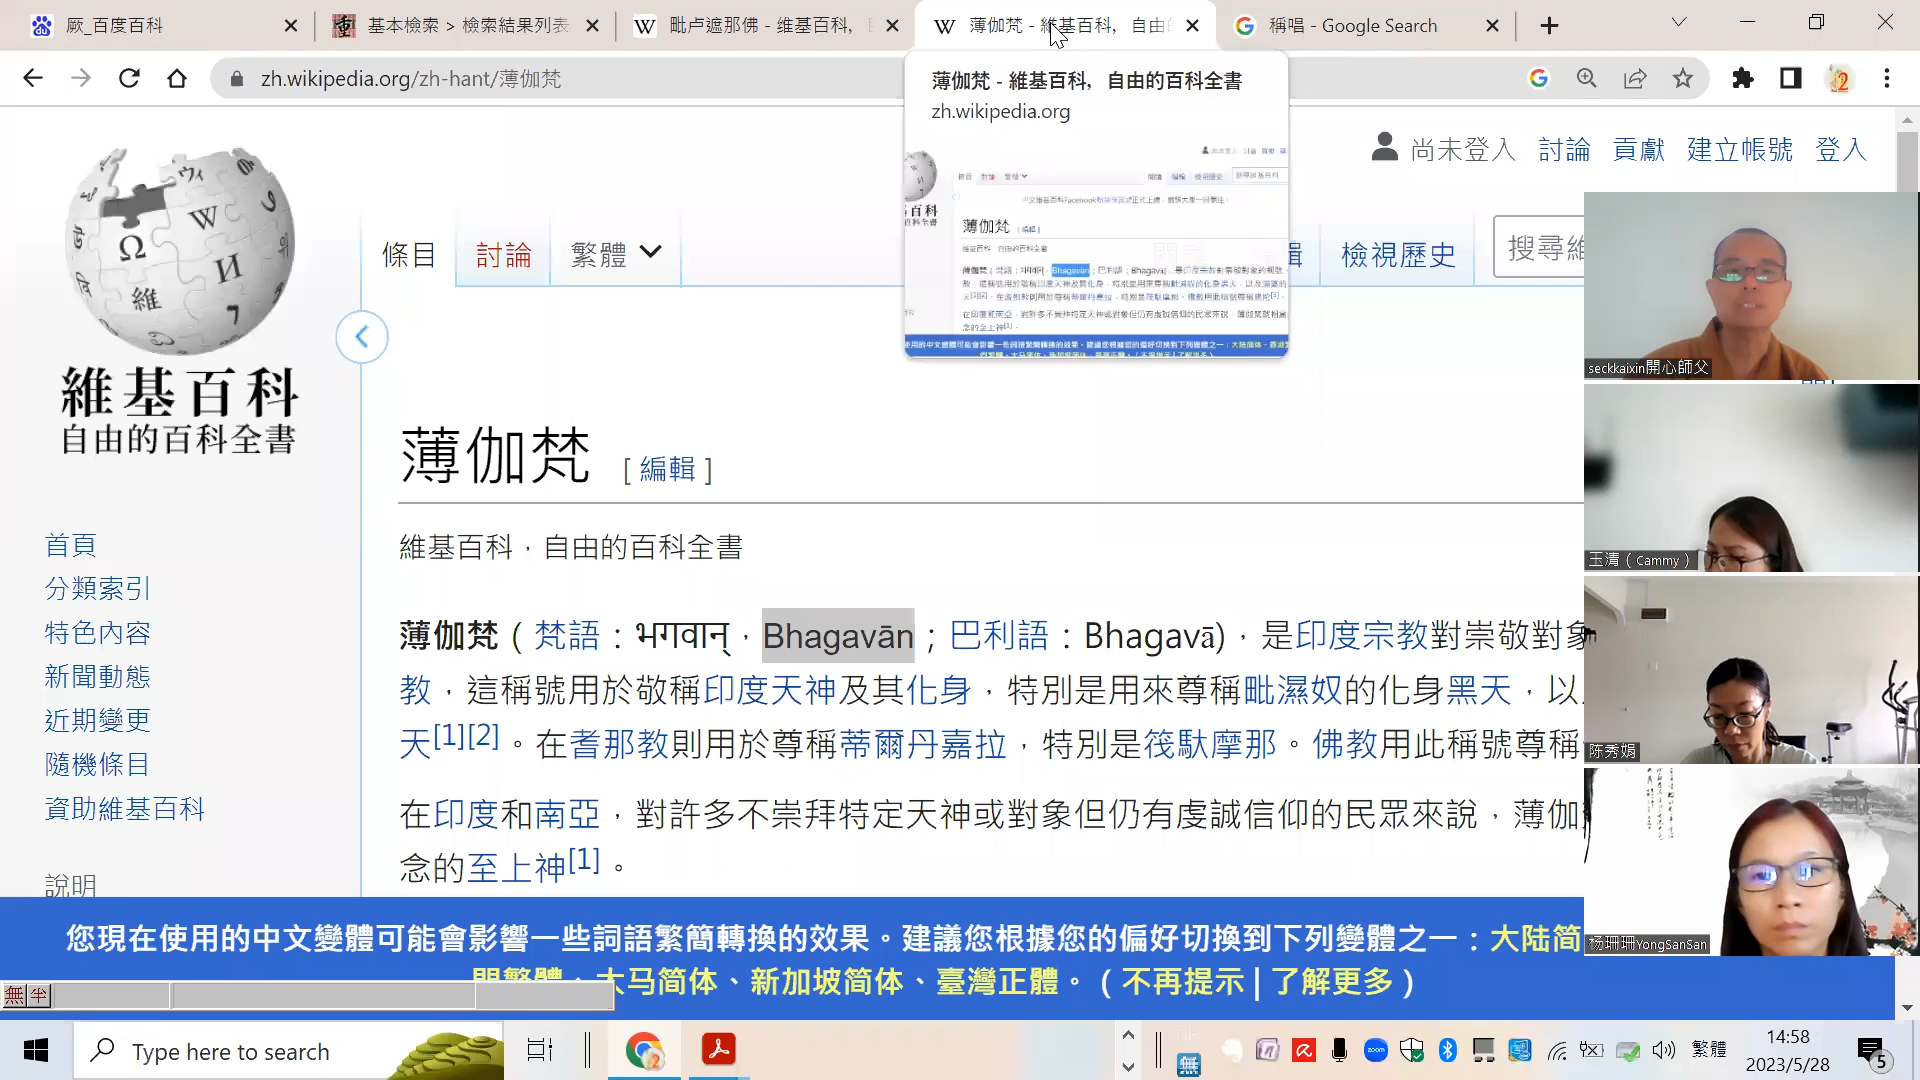 厥_百度百科
基本檢索 > 檢索結果列表
毗卢遮那佛 - 维基百科,
薄伽梵 - 維基百科，自由
稱唱 - Google Search
zh.wikipedia.org/zh-hant/薄伽梵
薄伽梵 - 維基百科，自由的百科全書
zh.wikipedia.org
尚未登入 討論 貢獻 建立帳號 登入
條目 討論 繁體
檢視歷史
搜尋維
維基百科
自由的百科全書
薄伽梵 [ 編輯 ]
維基百科，自由的百科全書
薄伽梵（梵語：भगवान्，Bhagavān；巴利語：Bhagavā)，是印度宗教對崇敬對象
教，這稱號用於敬稱印度天神及其化身，特別是用來尊稱毗濕奴的化身黑天，以
天[1][2]。在耆那教則用於尊稱蒂爾丹嘉拉，特別是筏馱摩那。佛教用此稱號尊稱
在印度和南亞，對許多不崇拜特定天神或對象但仍有虔誠信仰的民眾來說，薄伽
念的至上神[1]。
首頁
分類索引
特色內容
新聞動態
近期變更
隨機條目
資助維基百科
說明
您現在使用的中文變體可能會影響一些詞語繁簡轉換的效果。建議您根據您的偏好切換到下列變體之一：大陆简
大马简体、新加坡简体、臺灣正體。（不再提示 | 了解更多）
seckkaixin開心師父
玉清（Cammy）
陈秀娟
杨珊珊YongSanSan
無 半
Type here to search
zoom
無
繁體
14:58
2023/5/28
5